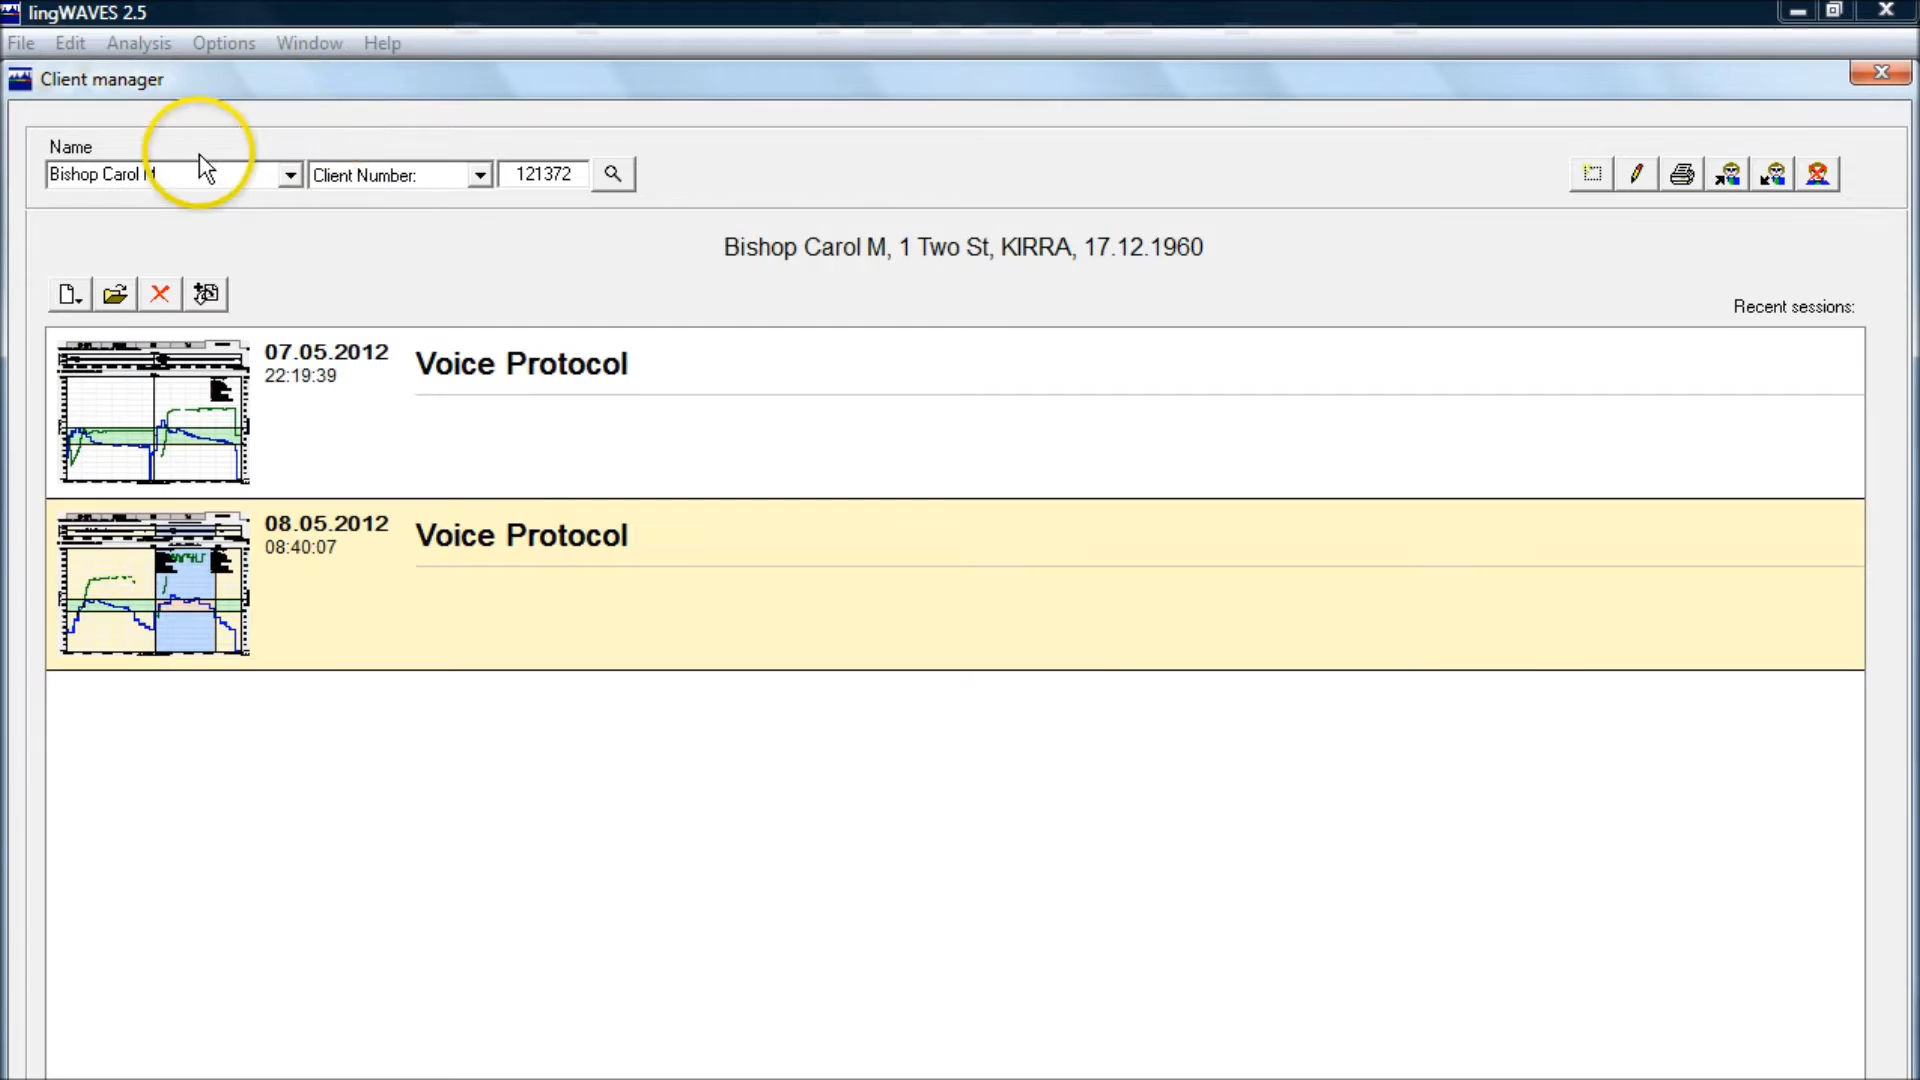 lingWAVES 2.5
File Edit Analysis Options Window Help
Client manager
Name
Bishop Carol M Client Number: 121372
Bishop Carol M, 1 Two St, KIRRA, 17.12.1960
Recent sessions:
07.05.2012 Voice Protocol
22:19:39
08.05.2012 Voice Protocol
08:40:07